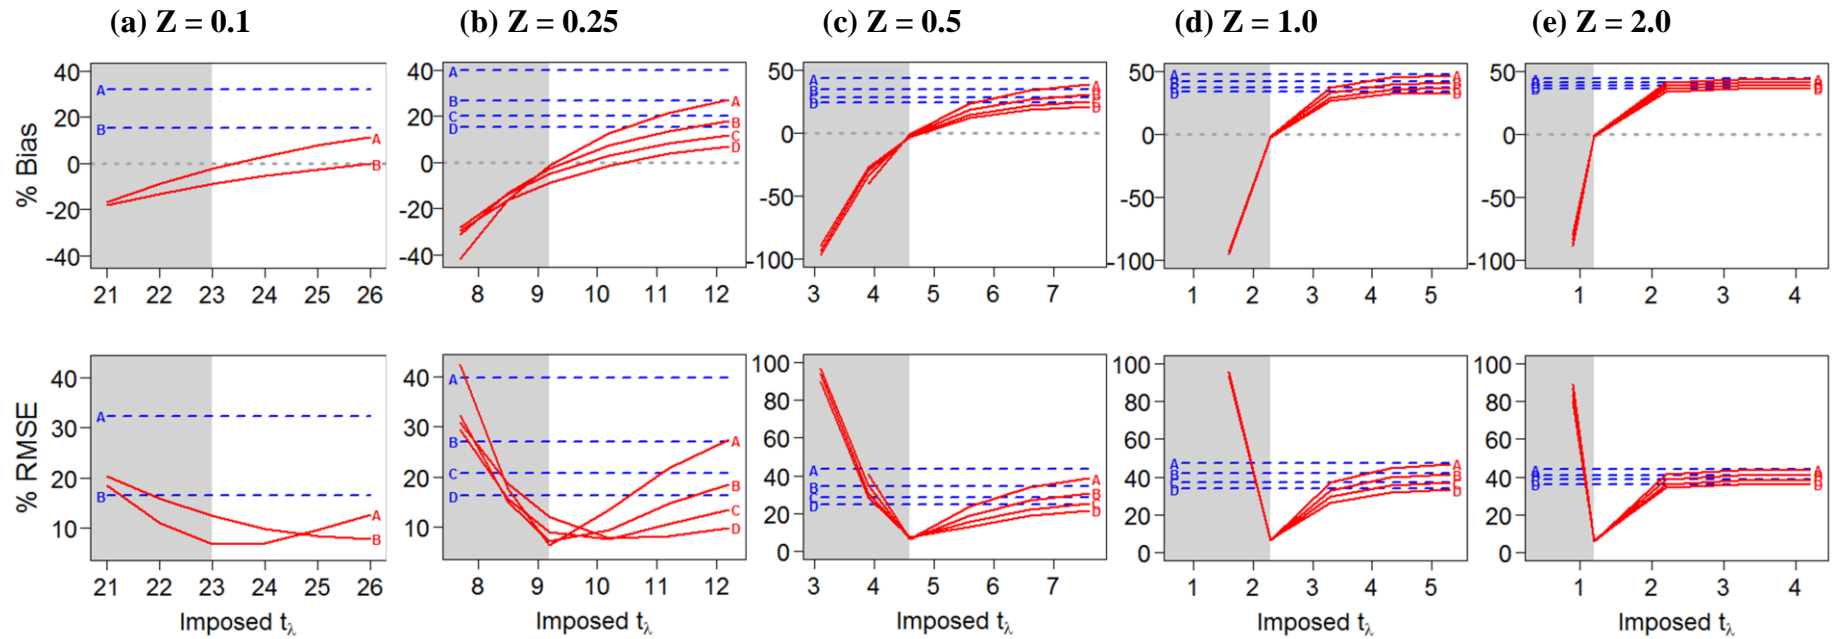 (a) Z = 0.1 (b) Z = 0.25 (c) Z = 0.5 (d) Z = 1.0 (e) Z = 2.0
% Bias
40 20 0 -20 -40
A B A B
21 22 23 24 25 26
40 20 0 -20 -40
A B C D A B C D
8 9 10 11 12
50 0 -50 -100
A B C D A B D
3 4 5 6 7
50 0 -50 -100
A D A D
1 2 3 4 5
50 0 -50 -100
1 2 3 4
% RMSE
40 30 20 10
A B A B
21 22 23 24 25 26
Imposed tλ
40 30 20 10
A B C D A B C D
8 9 10 11 12
Imposed tλ
100 80 60 40 20 0
A B C D A B C D
3 4 5 6 7
Imposed tλ
100 80 60 40 20 0
A B C D A B C D
1 2 3 4 5
Imposed tλ
100 80 60 40 20 0
1 2 3 4
Imposed tλ